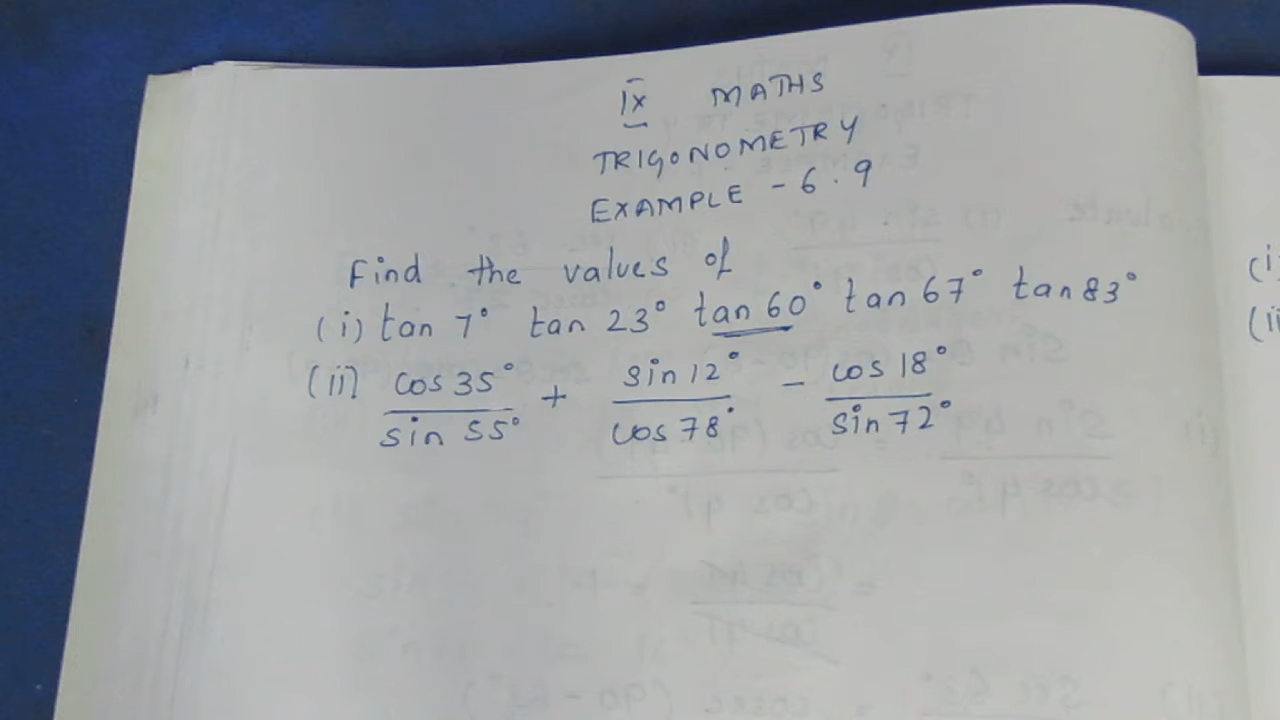 IX MATHS
TRIGONOMETRY
EXAMPLE - 6.9
Find the values of
(i) tan 7° tan 23° tan 60° tan 67° tan 83°
(ii) cos 35° / sin 55° + sin 12° / cos 78° - cos 18° / sin 72°
(i
(ii